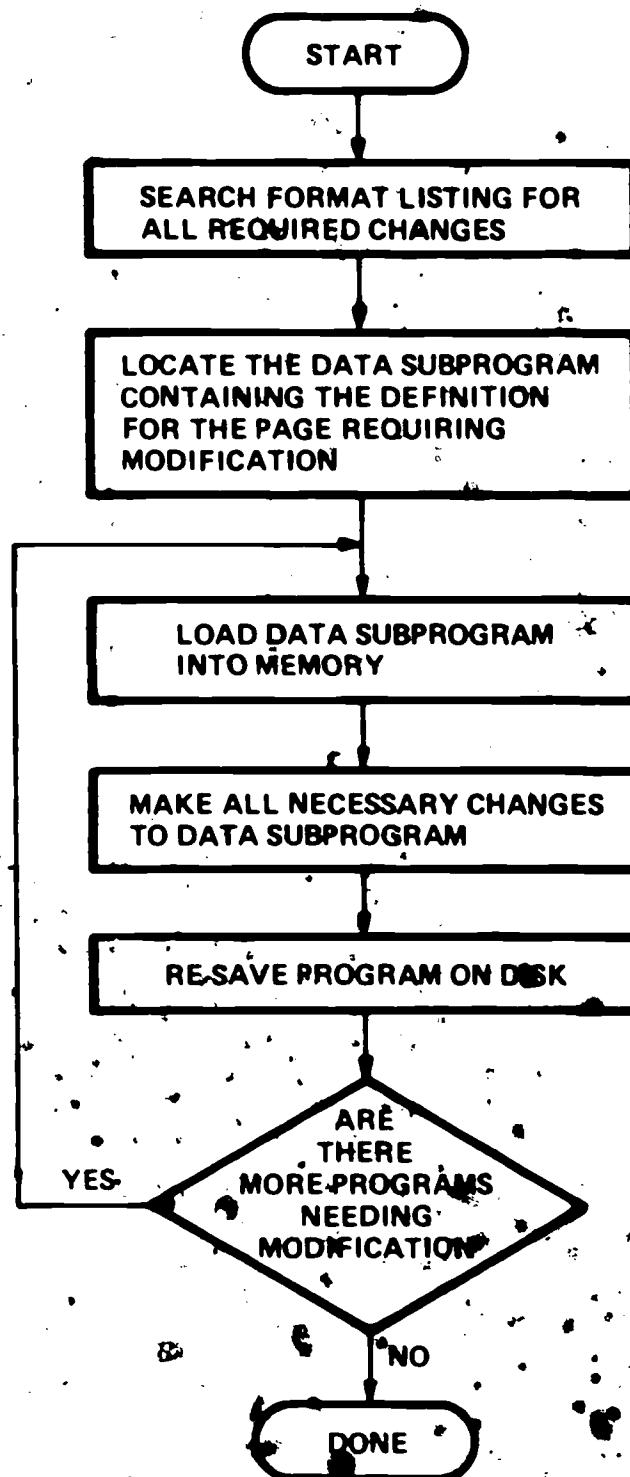 START
SEARCH FORMAT LISTING FOR
ALL REQUIRED CHANGES
LOCATE THE DATA SUBPROGRAM
CONTAINING THE DEFINITION
FOR THE PAGE REQUIRING
MODIFICATION
LOAD DATA SUBPROGRAM
INTO MEMORY
MAKE ALL NECESSARY CHANGES
TO DATA SUBPROGRAM
RE-SAVE PROGRAM ON DISK
ARE
THERE
MORE PROGRAMS
NEEDING
MODIFICATION
YES
NO
DONE